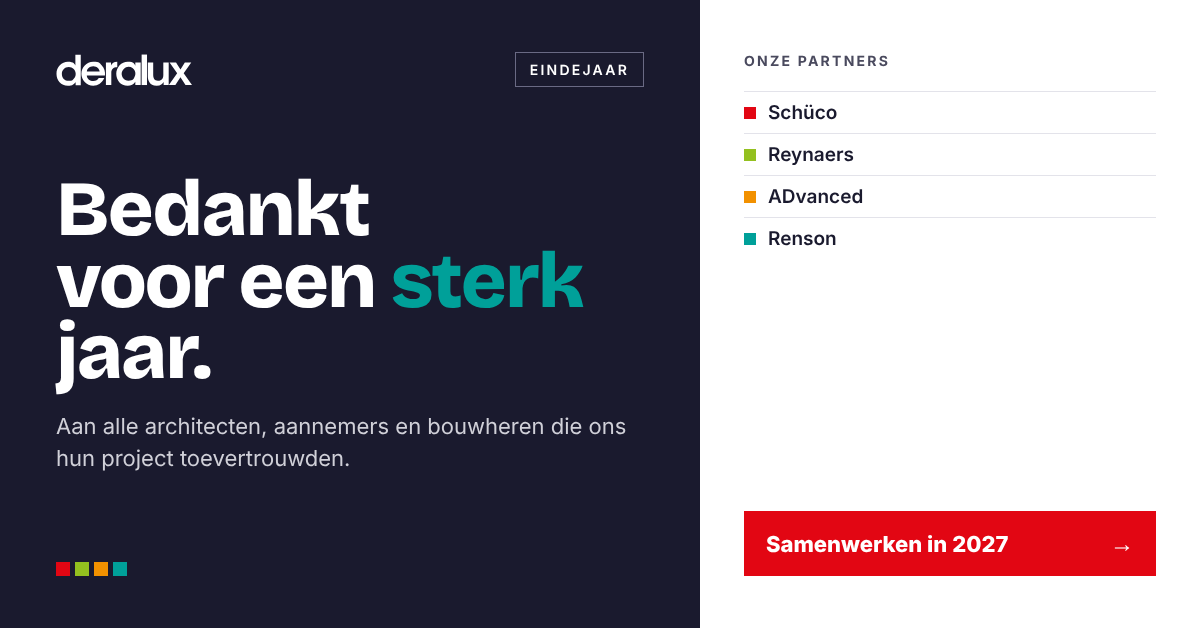 deralux
EINDEJAAR
Bedankt
voor een sterk
jaar.
Aan alle architecten, aannemers en bouwheren die ons
hun project toevertrouwden.
ONZE PARTNERS
Schüco
Reynaers
ADvanced
Renson
Samenwerken in 2027 →